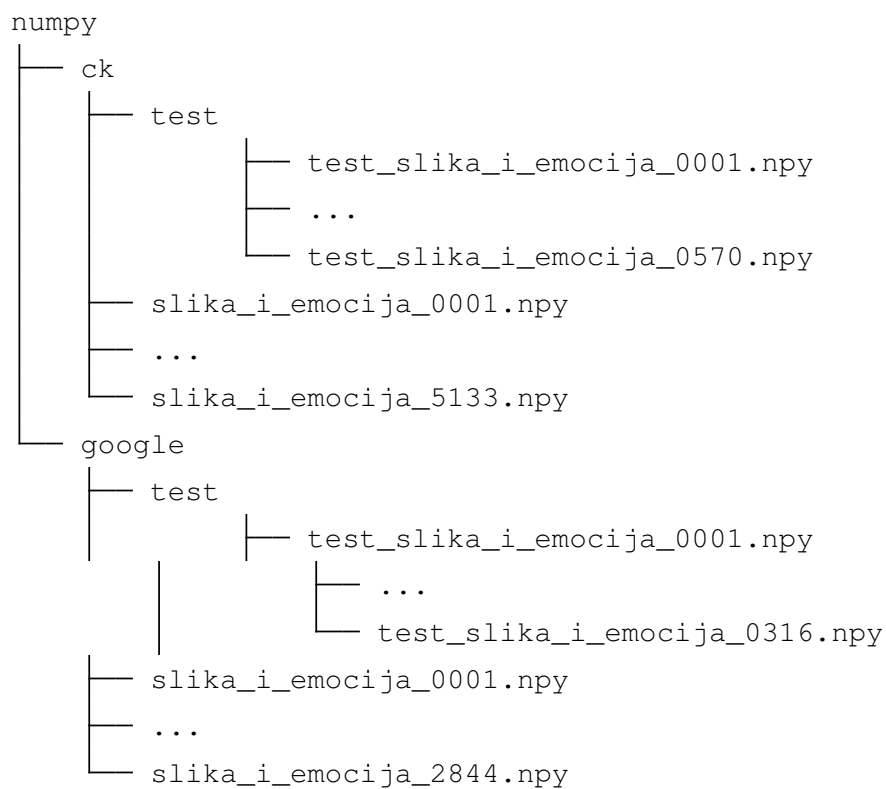 numpy
ck
test
test_slika_i_emocija_0001.npy
...
test_slika_i_emocija_0570.npy
slika_i_emocija_0001.npy
...
slika_i_emocija_5133.npy
google
test
test_slika_i_emocija_0001.npy
...
test_slika_i_emocija_0316.npy
slika_i_emocija_0001.npy
...
slika_i_emocija_2844.npy